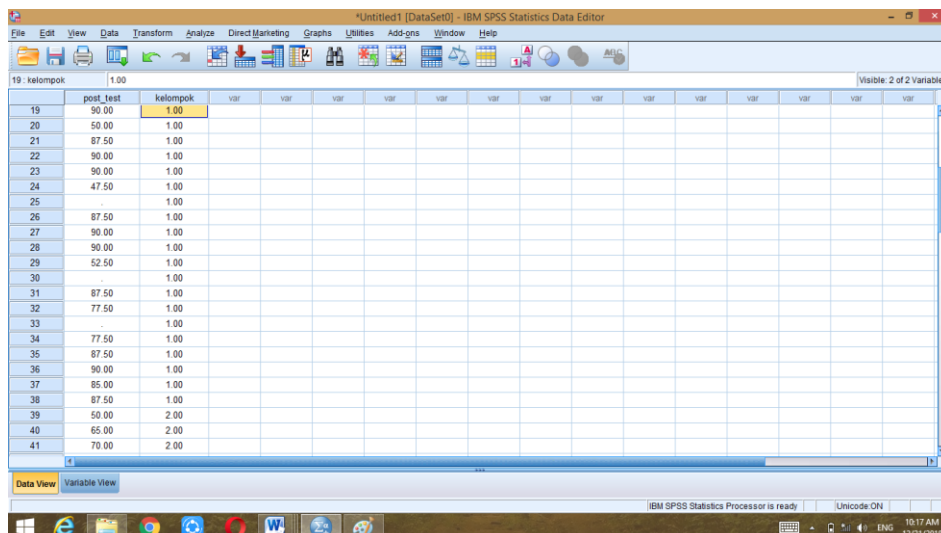 *Untitled1 [DataSet0] - IBM SPSS Statistics Data Editor
File Edit View Data Transform Analyze Direct Marketing Graphs Utilities Add-ons Window Help
19 : kelompok 1.00 Visible: 2 of 2 Variable
post_test kelompok var var var var var var var var var var var var var
19 90.00 1.00
20 50.00 1.00
21 87.50 1.00
22 90.00 1.00
23 90.00 1.00
24 47.50 1.00
25 . 1.00
26 87.50 1.00
27 90.00 1.00
28 90.00 1.00
29 52.50 1.00
30 . 1.00
31 87.50 1.00
32 77.50 1.00
33 . 1.00
34 77.50 1.00
35 87.50 1.00
36 90.00 1.00
37 85.00 1.00
38 87.50 1.00
39 50.00 2.00
40 65.00 2.00
41 70.00 2.00
Data View Variable View
IBM SPSS Statistics Processor is ready Unicode:ON
ENG 10:17 AM